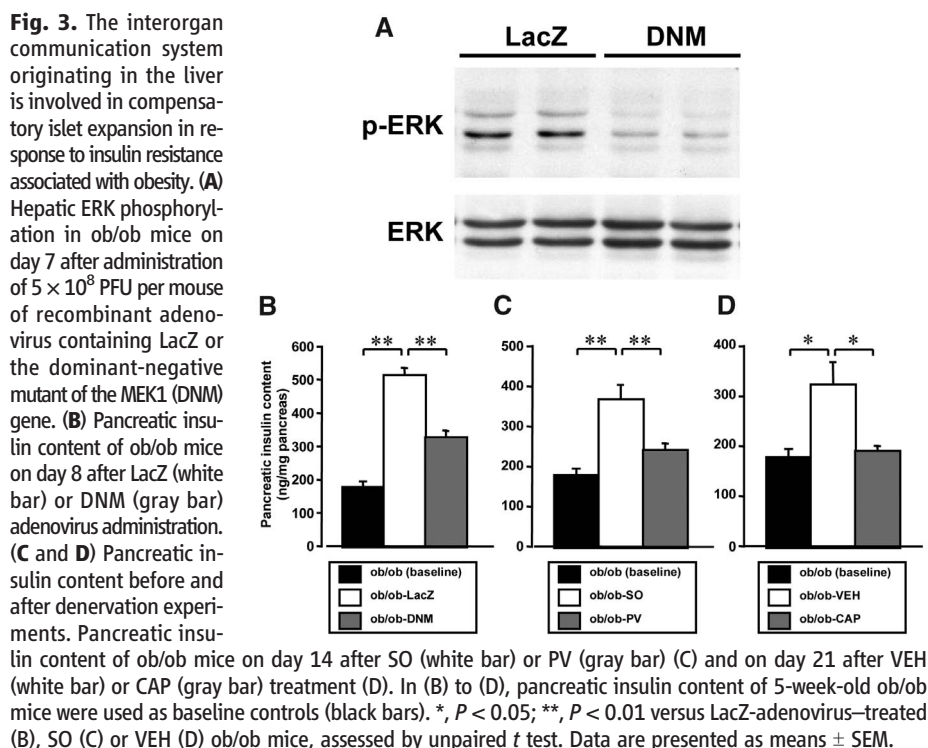 Fig. 3. The interorgan
communication system
originating in the liver
is involved in compensa-
tory islet expansion in re-
sponse to insulin resistance
associated with obesity. (A)
Hepatic ERK phosphoryl-
ation in ob/ob mice on
day 7 after administration
of 5 × 10⁸ PFU per mouse
of recombinant adeno-
virus containing LacZ or
the dominant-negative
mutant of the MEK1 (DNM)
gene. (B) Pancreatic insu-
lin content of ob/ob mice
on day 8 after LacZ (white
bar) or DNM (gray bar)
adenovirus administration.
(C and D) Pancreatic in-
sulin content before and
after denervation experi-
ments. Pancreatic insu-
lin content of ob/ob mice on day 14 after SO (white bar) or PV (gray bar) (C) and on day 21 after VEH
(white bar) or CAP (gray bar) treatment (D). In (B) to (D), pancreatic insulin content of 5-week-old ob/ob
mice were used as baseline controls (black bars). *, P < 0.05; **, P < 0.01 versus LacZ-adenovirus–treated
(B), SO (C) or VEH (D) ob/ob mice, assessed by unpaired t test. Data are presented as means ± SEM.
A
LacZ DNM
p-ERK
ERK
B
Pancreatic insulin content
(ng/mg pancreas)
600
500
400
300
200
100
0
** **
ob/ob (baseline)
ob/ob-LacZ
ob/ob-DNM
C
500
400
300
200
100
0
** **
ob/ob (baseline)
ob/ob-SO
ob/ob-PV
D
400
300
200
100
0
* *
ob/ob (baseline)
ob/ob-VEH
ob/ob-CAP